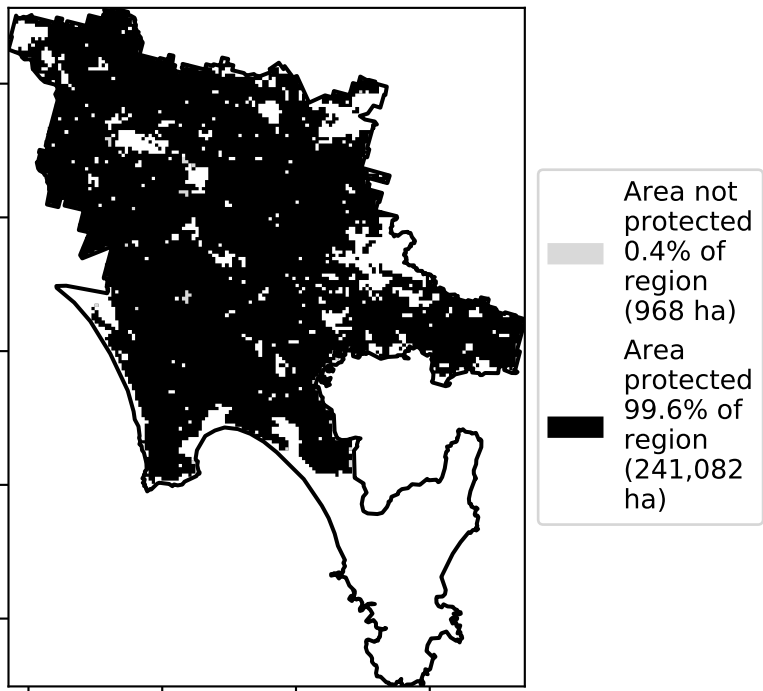 Area not
protected
0.4% of
region
(968 ha)
Area
protected
99.6% of
region
(241,082
ha)